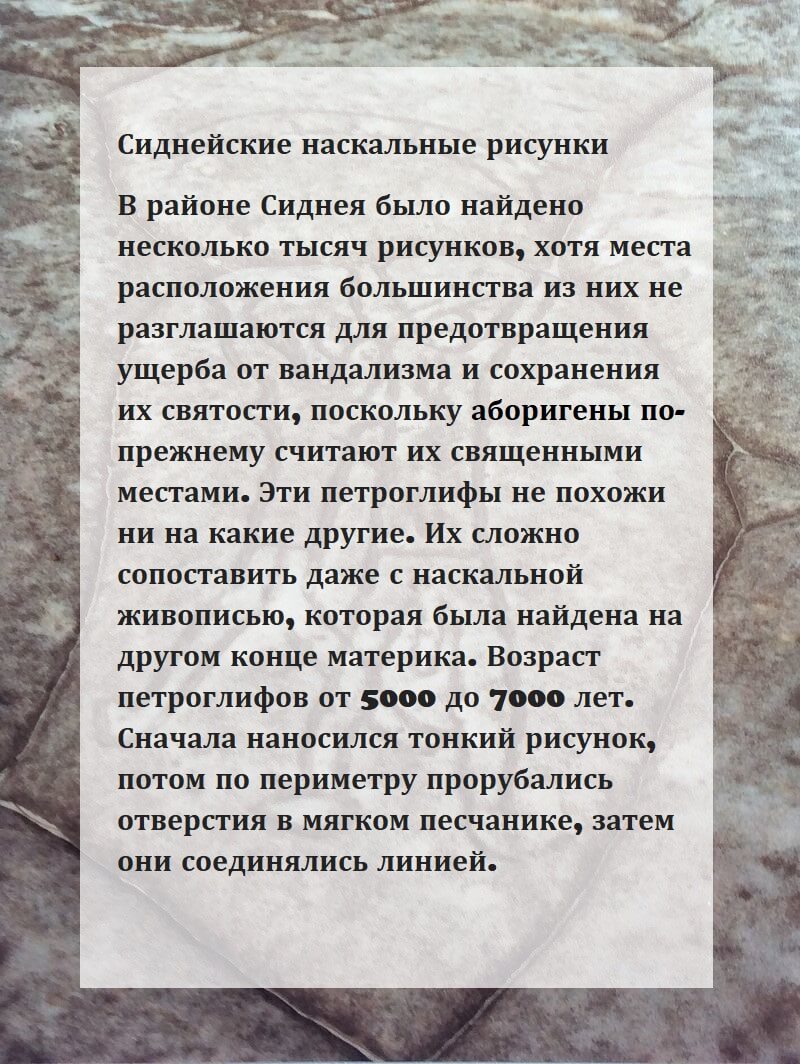 Сиднейские наскальные рисунки
В районе Сиднея было найдено
несколько тысяч рисунков, хотя места
расположения большинства из них не
разглашаются для предотвращения
ущерба от вандализма и сохранения
их святости, поскольку аборигены по-
прежнему считают их священными
местами. Эти петроглифы не похожи
ни на какие другие. Их сложно
сопоставить даже с наскальной
живописью, которая была найдена на
другом конце материка. Возраст
петроглифов от 5000 до 7000 лет.
Сначала наносился тонкий рисунок,
потом по периметру прорубались
отверстия в мягком песчанике, затем
они соединялись линией.